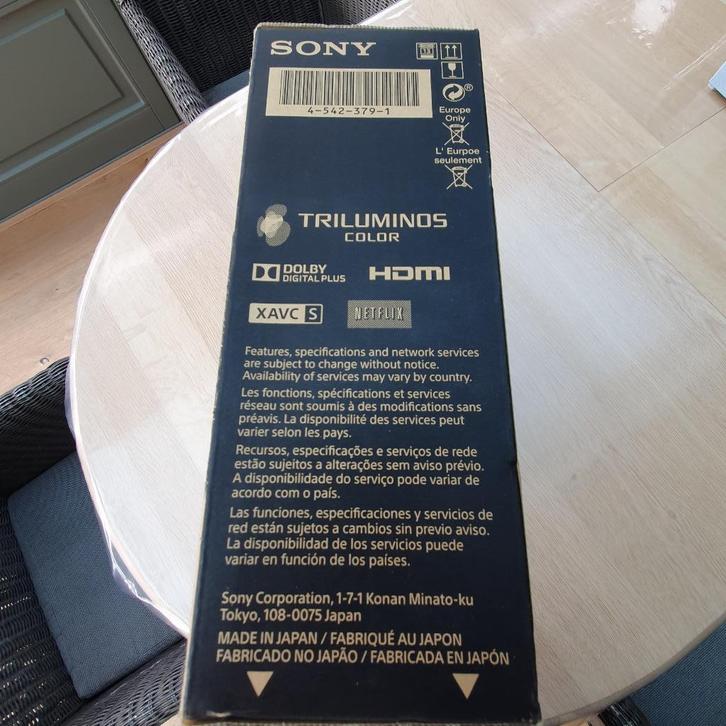 SONY
4-542-379-1
Europe
Only
L' Eurpoe
seulement
TRILUMINOS
COLOR
DOLBY
DIGITAL PLUS
HDMI
XAVC S
NETFLIX
Features, specifications and network services
are subject to change without notice.
Availability of services may vary by country.
Les fonctions, spécifications et services
réseau sont soumis à des modifications sans
préavis. La disponibilité des services peut
varier selon les pays.
Recursos, especificações e serviços de rede
estão sujeitos a alterações sem aviso prévio.
A disponibilidade do serviço pode variar de
acordo com o país.
Las funciones, especificaciones y servicios de
red están sujetos a cambios sin previo aviso.
La disponibilidad de los servicios puede
variar en función de los países.
Sony Corporation, 1-7-1 Konan Minato-ku
Tokyo, 108-0075 Japan
MADE IN JAPAN / FABRIQUÉ AU JAPON
FABRICADO NO JAPÃO / FABRICADA EN JAPÓN